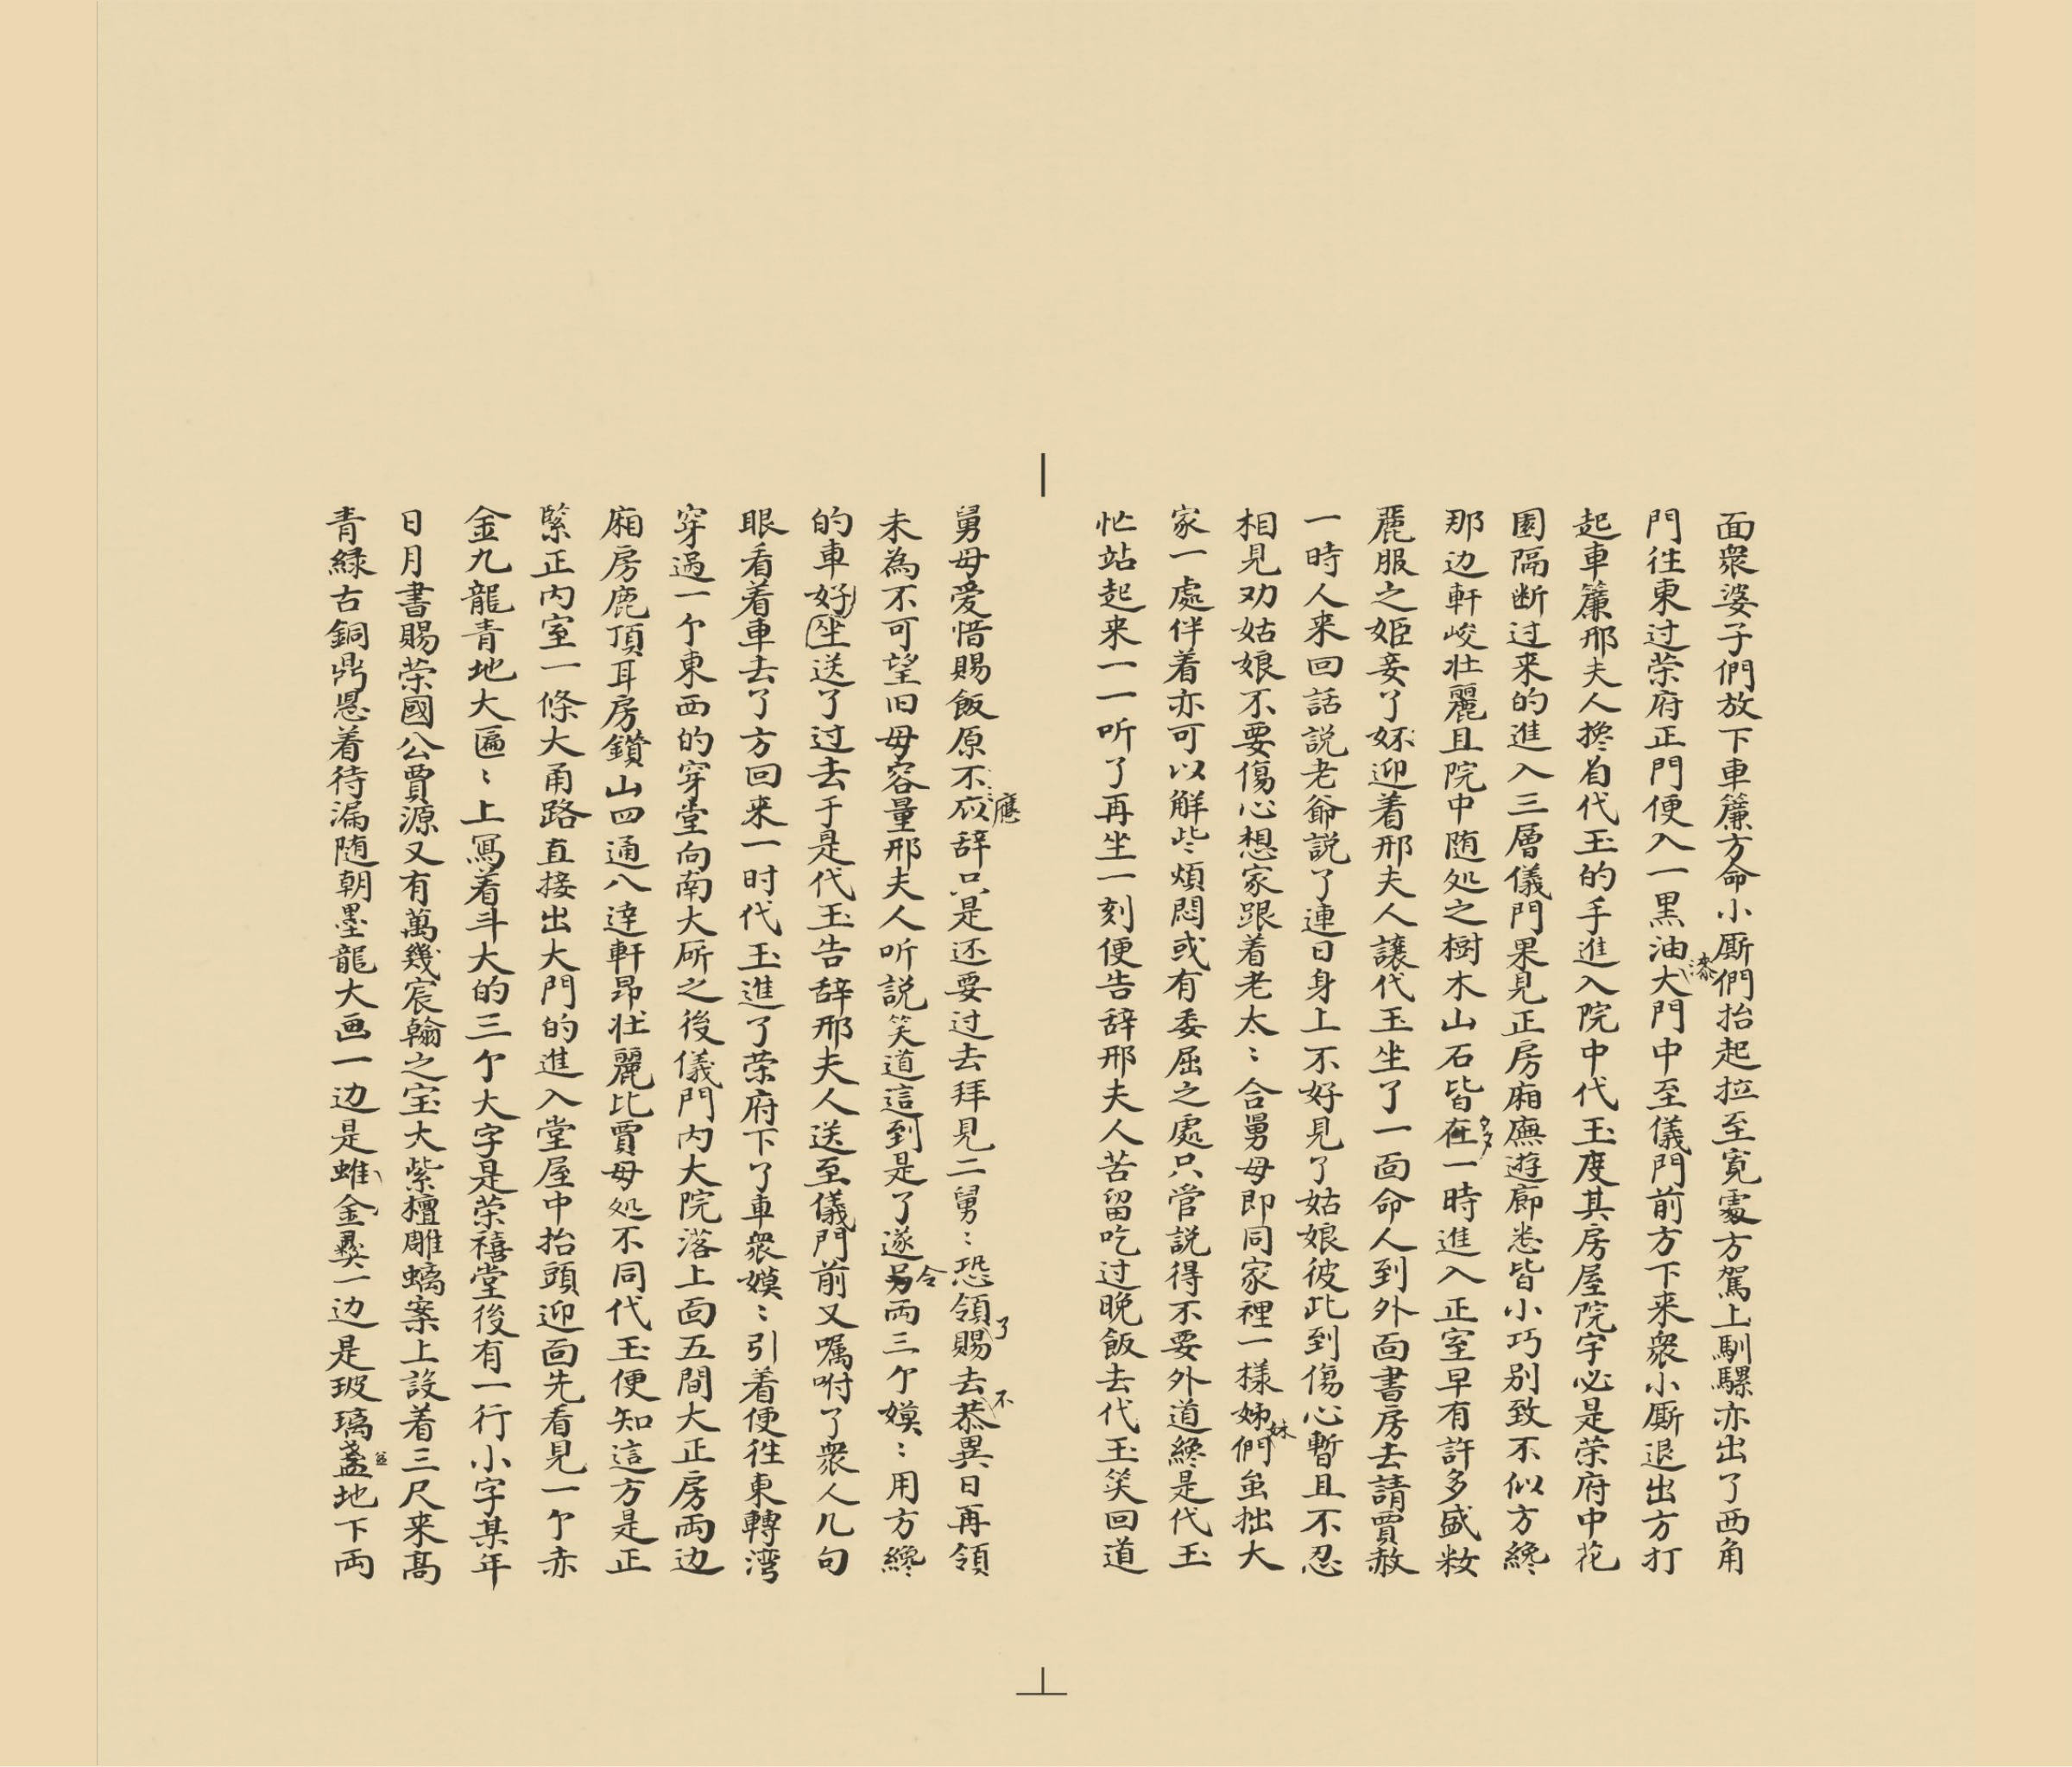 面衆婆子們放下車簾方命小厮們抬起拉至寛處方駕上馴騾亦出了西角
門徃東过荣府正門便入一黒油漆大門中至儀門前方下来衆小厮退出方打
起車簾邢夫人攙着代玉的手進入院中代玉度其房屋院宇必是荣府中花
園隔断过来的進入三層儀門果見正房廂廡遊廊悉皆小巧别致不似方纔
那边軒峻壮麗且院中随処之樹木山石皆在多一時進入正室早有許多盛粧
麗服之姬妾丫妚迎着邢夫人讓代玉坐了一面命人到外面書房去請賈赦
一時人来回話説老爺説了連日身上不好見了姑娘彼此到傷心暫且不忍
相見劝姑娘不要傷心想家跟着老太〻合舅母即同家裡一様姊妹們虽拙大
家一處伴着亦可以解些煩悶或有委屈之處只管説得不要外道纔是代玉
忙站起来一一听了再坐一刻便告辞邢夫人苦留吃过晚飯去代玉笑回道
舅母爱惜賜飯原不应應辞只是还要过去拜見二舅〻恐領了賜去恭不異日再領
未為不可望旧母容量邢夫人听説笑道這到是了遂另令両三个嫫〻用方纔
的車好坐送了过去于是代玉告辞邢夫人送至儀門前又嘱咐了衆人几句
眼看着車去了方回来一时代玉進了荣府下了車衆嫫〻引着便徃東轉湾
穿過一个東西的穿堂向南大㕔之後儀門内大院落上面五間大正房両边
廂房鹿頂耳房鑽山四通八達軒昂壮麗比賈母処不同代玉便知這方是正
緊正内室一條大甬路直接出大門的進入堂屋中抬頭迎面先看見一个赤
金九龍青地大匾〻上冩着斗大的三个大字是荣禧堂後有一行小字某年
日月書賜荣國公賈源又有萬幾宸翰之宝大紫檀雕螭案上設着三尺来高
青緑古銅鼎悬着待漏随朝墨龍大画一边是蜼金彛一边是玻璃盞盆地下両